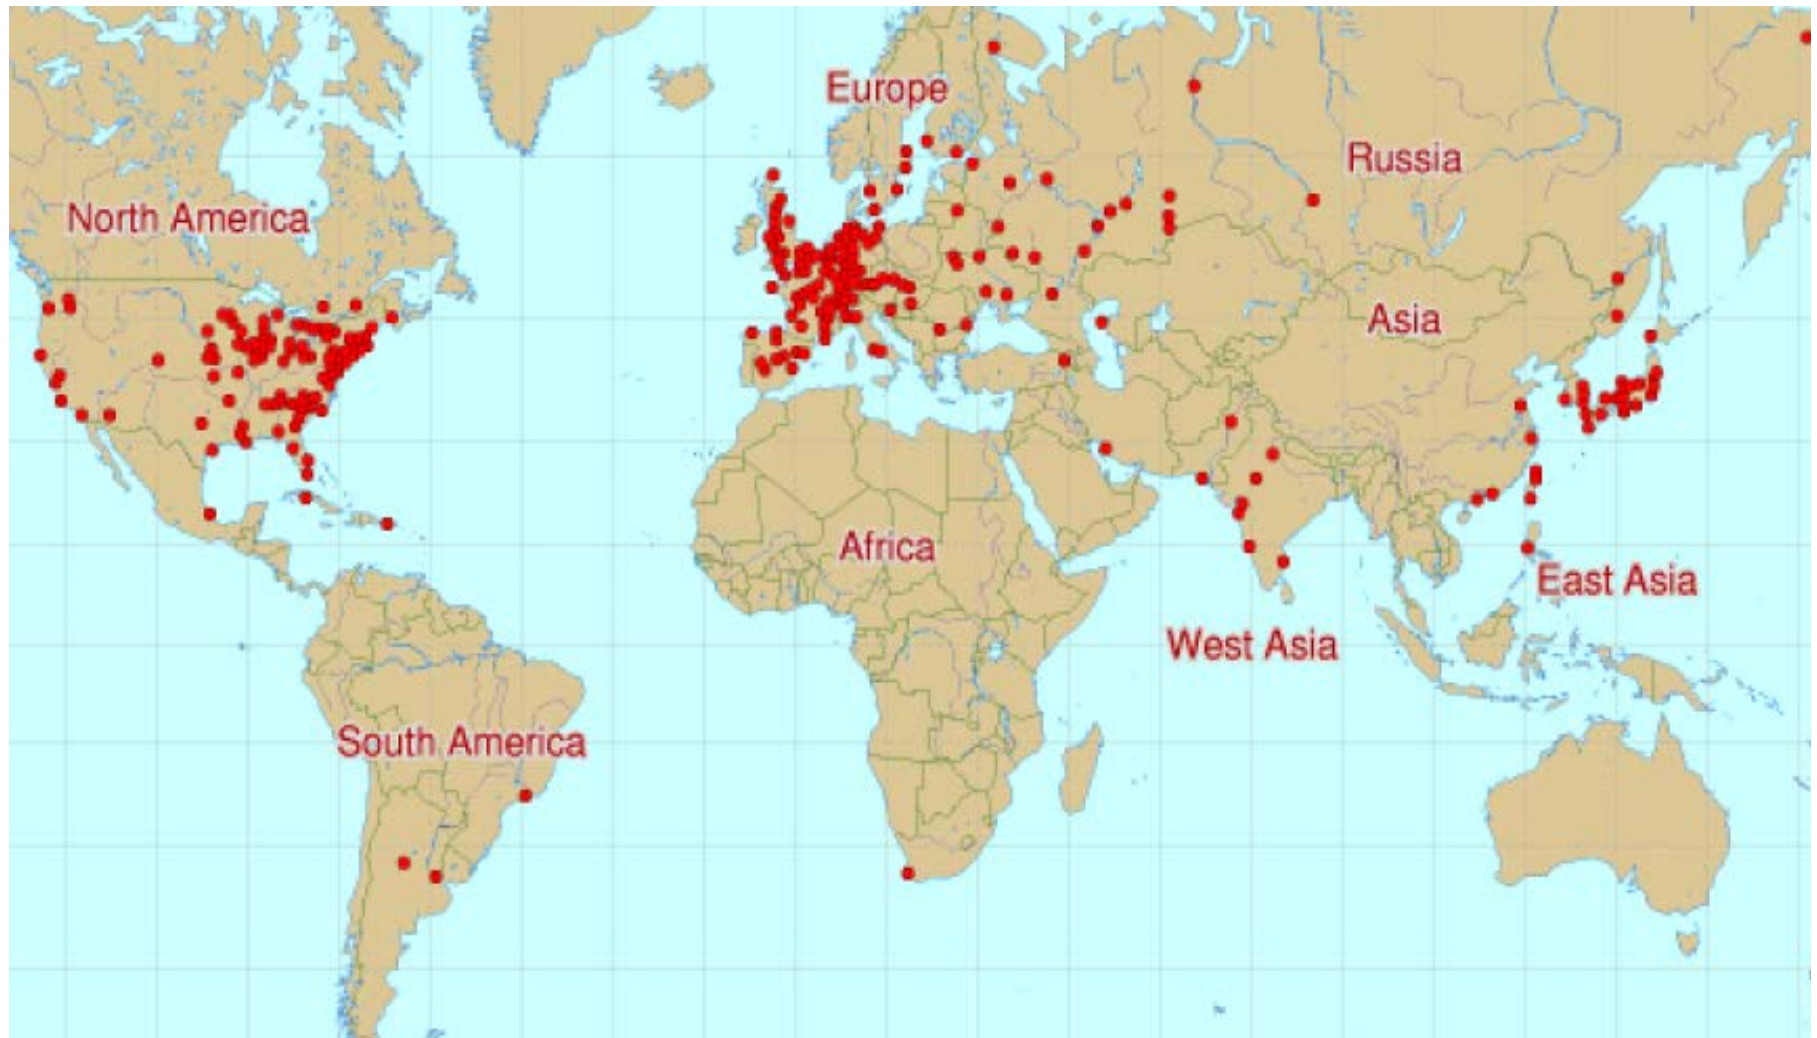 Europe
Russia
North America
Asia
Africa
East Asia
West Asia
South America